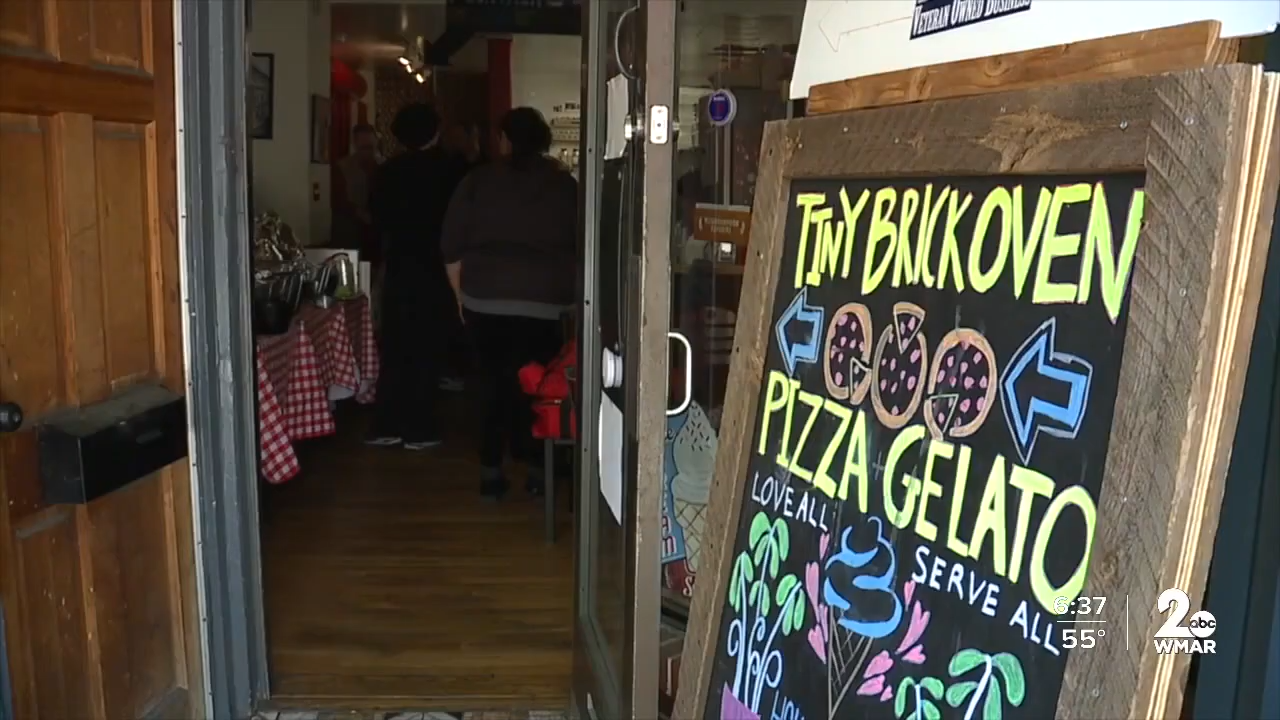 VETERAN OWNED BUSINESS
TINY BRICK OVEN
PIZZA GELATO
LOVE ALL
SERVE ALL
6:37
55°
2 abc
WMAR